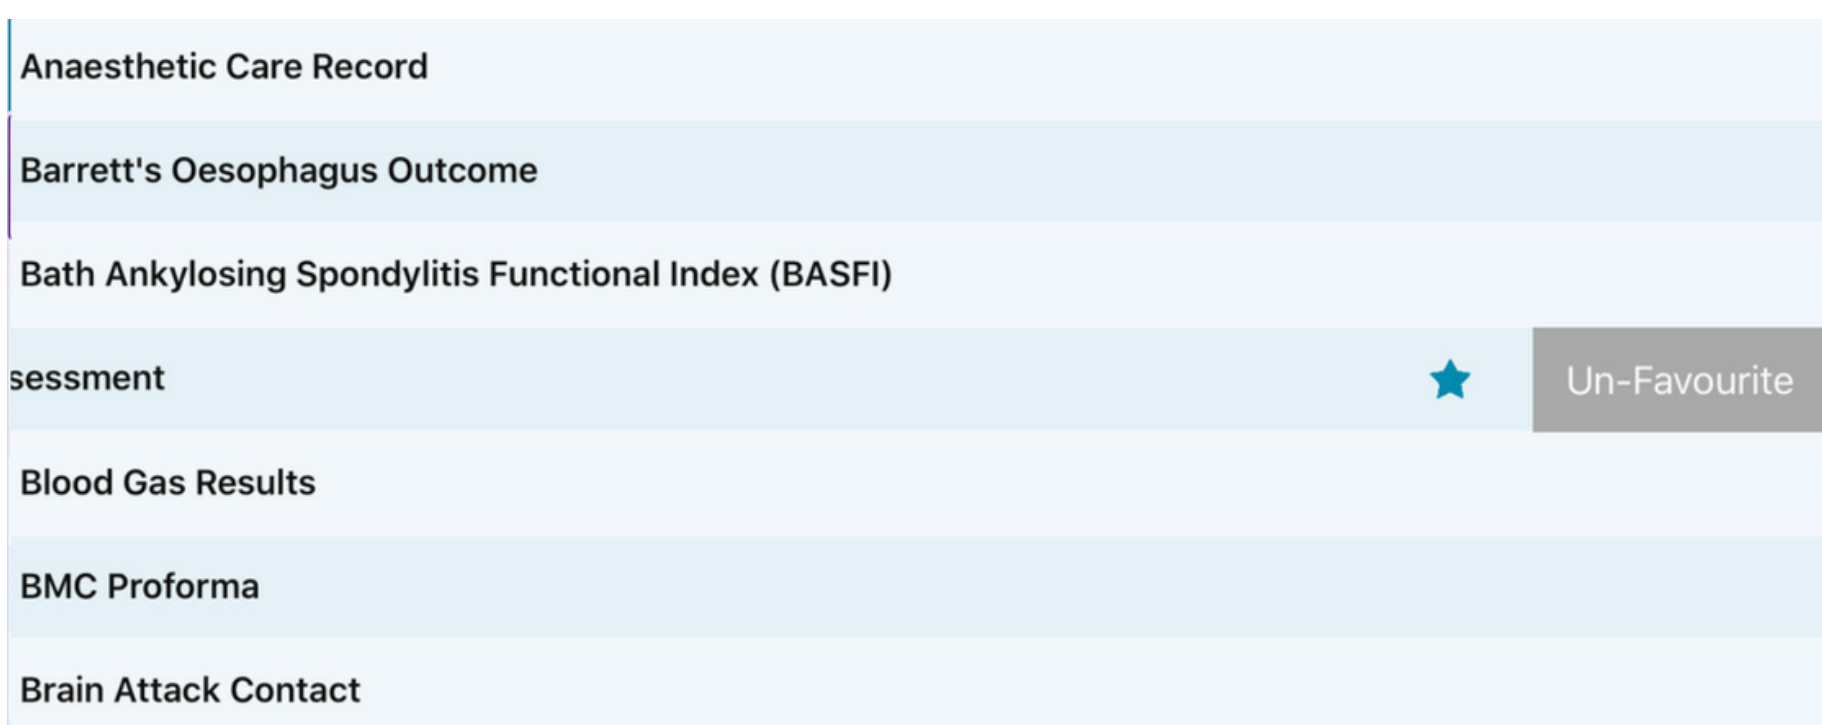 Anaesthetic Care Record
Barrett's Oesophagus Outcome
Bath Ankylosing Spondylitis Functional Index (BASFI)
sessment Un-Favourite
Blood Gas Results
BMC Proforma
Brain Attack Contact